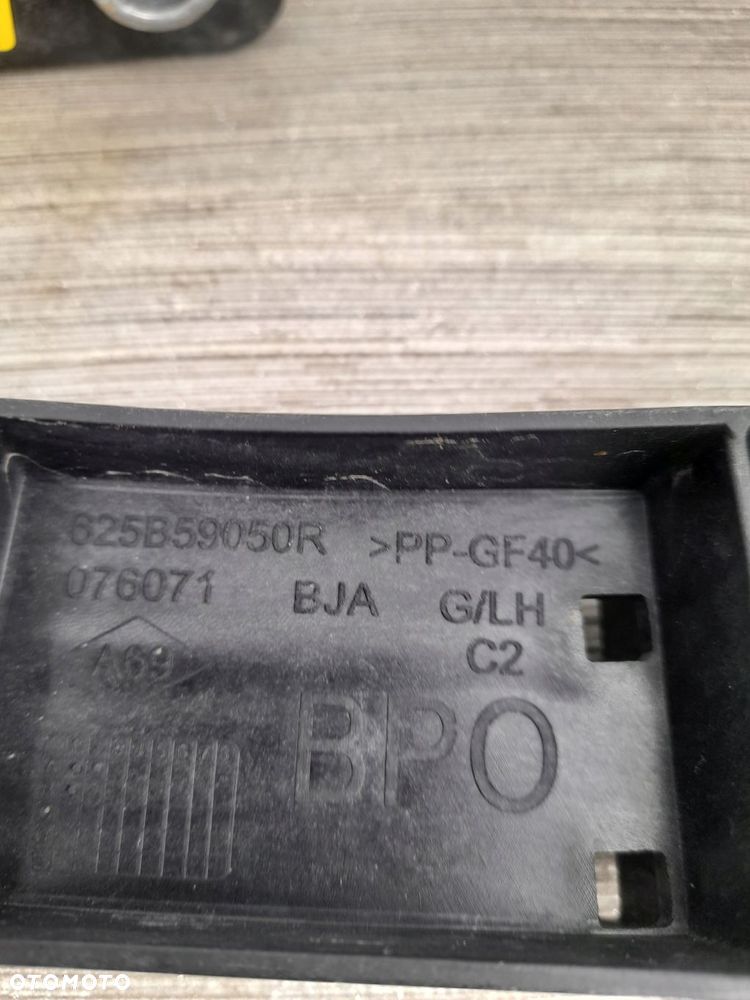 625B59050R >PP-GF40<
076071 BJA G/LH
A69 C2
BPO
OTOMOTO